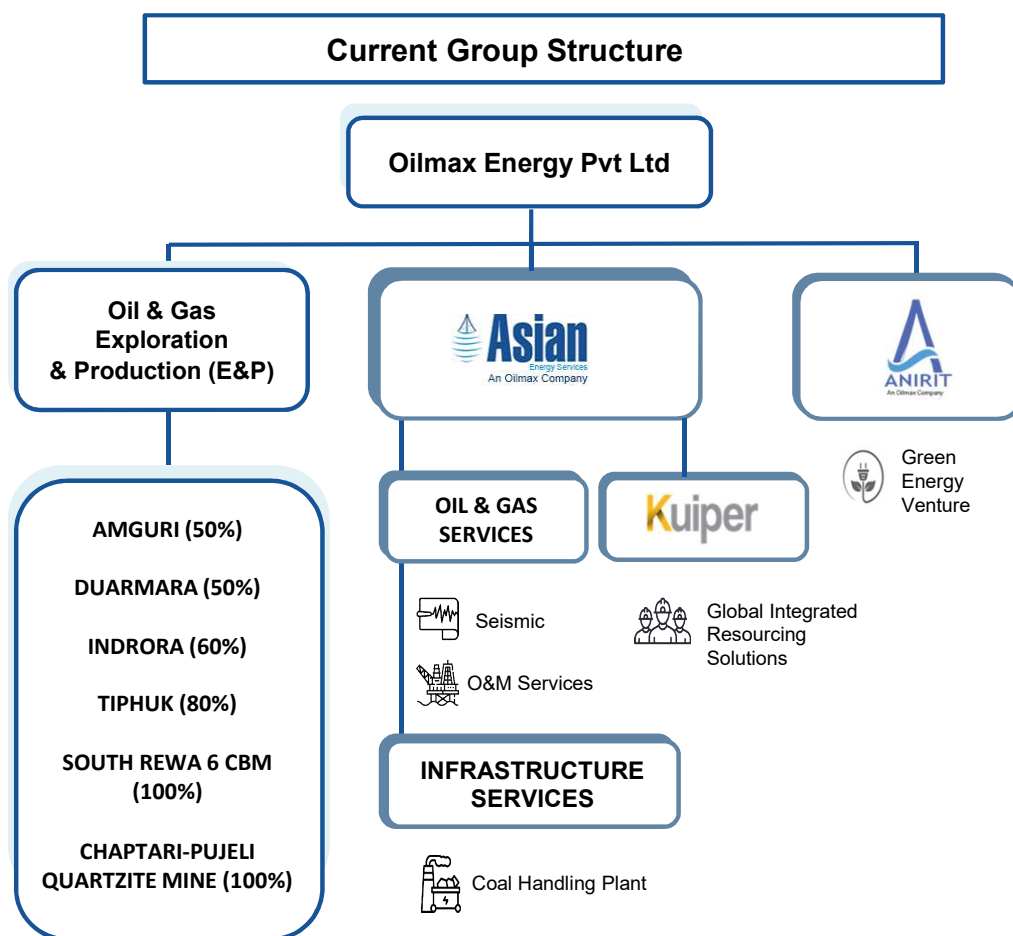 Current Group Structure
Oilmax Energy Pvt Ltd
Oil & Gas
Exploration
& Production (E&P)
Asian
Energy Services
An Oilmax Company
ANIRIT
An Oilmax Company
AMGURI (50%)
DUARMARA (50%)
INDRORA (60%)
TIPHUK (80%)
SOUTH REWA 6 CBM
(100%)
CHAPTARI-PUJELI
QUARTZITE MINE (100%)
OIL & GAS
SERVICES
Seismic
O&M Services
INFRASTRUCTURE
SERVICES
Coal Handling Plant
Kuiper
Global Integrated
Resourcing
Solutions
Green
Energy
Venture